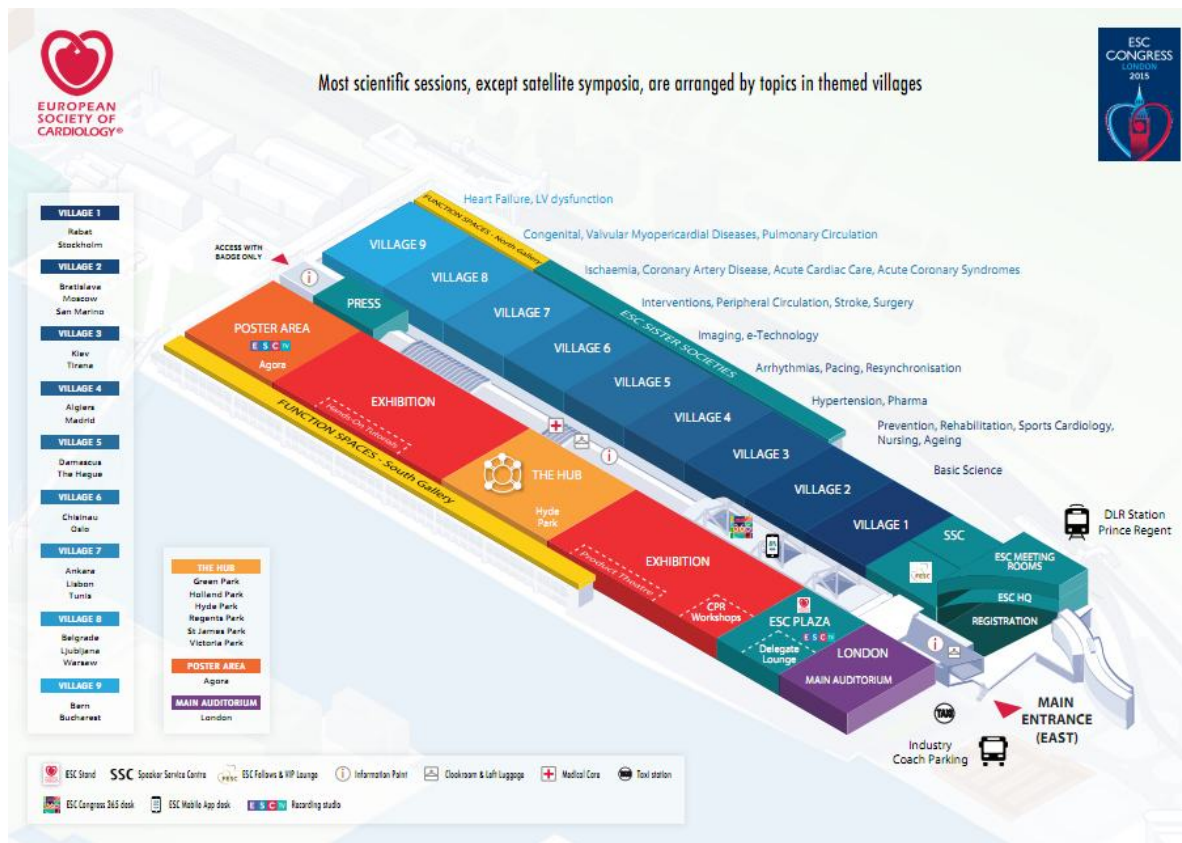 EUROPEAN
SOCIETY OF
CARDIOLOGY®
Most scientific sessions, except satellite symposia, are arranged by topics in themed villages
ESC
CONGRESS
LONDON
2015
VILLAGE 1
Rabat
Stockholm
VILLAGE 2
Bratislava
Moscow
San Marino
VILLAGE 3
Kiev
Tirana
VILLAGE 4
Algiers
Madrid
VILLAGE 5
Damascus
The Hague
VILLAGE 6
Chisinau
Oslo
VILLAGE 7
Ankara
Lisbon
Tunis
VILLAGE 8
Belgrade
Ljubljana
Warsaw
VILLAGE 9
Bern
Bucharest
THE HUB
Green Park
Holland Park
Hyde Park
Regents Park
St James Park
Victoria Park
POSTER AREA
Agora
MAIN AUDITORIUM
London
ACCESS WITH
BADGE ONLY
FUNCTION SPACES - North Gallery
ESC SISTER SOCIETIES
Heart Failure, LV dysfunction
Congenital, Valvular Myopericardial Diseases, Pulmonary Circulation
Ischaemia, Coronary Artery Disease, Acute Cardiac Care, Acute Coronary Syndromes
Interventions, Peripheral Circulation, Stroke, Surgery
Imaging, e-Technology
Arrhythmias, Pacing, Resynchronisation
Hypertension, Pharma
Prevention, Rehabilitation, Sports Cardiology,
Nursing, Ageing
Basic Science
VILLAGE 9
VILLAGE 8
VILLAGE 7
VILLAGE 6
VILLAGE 5
VILLAGE 4
VILLAGE 3
VILLAGE 2
VILLAGE 1
SSC
ESC MEETING
ROOMS
ESC HQ
REGISTRATION
FESC
DLR Station
Prince Regent
PRESS
POSTER AREA
ESC TV
Agora
EXHIBITION
Hands-On Tutorials
FUNCTION SPACES - South Gallery
THE HUB
Hyde
Park
EXHIBITION
Product Theatre
CPR
Workshops
365
ESC PLAZA
ESC TV
Delegate
Lounge
LONDON
MAIN AUDITORIUM
TAXI
MAIN
ENTRANCE
(EAST)
Industry
Coach Parking
ESC Stand
SSC Speaker Service Centre
FESC ESC Fellows & VIP Lounge
Information Point
Cloakroom & Left Luggage
Medical Care
Taxi station
ESC Congress 365 desk
ESC Mobile App desk
ESC TV Recording studio